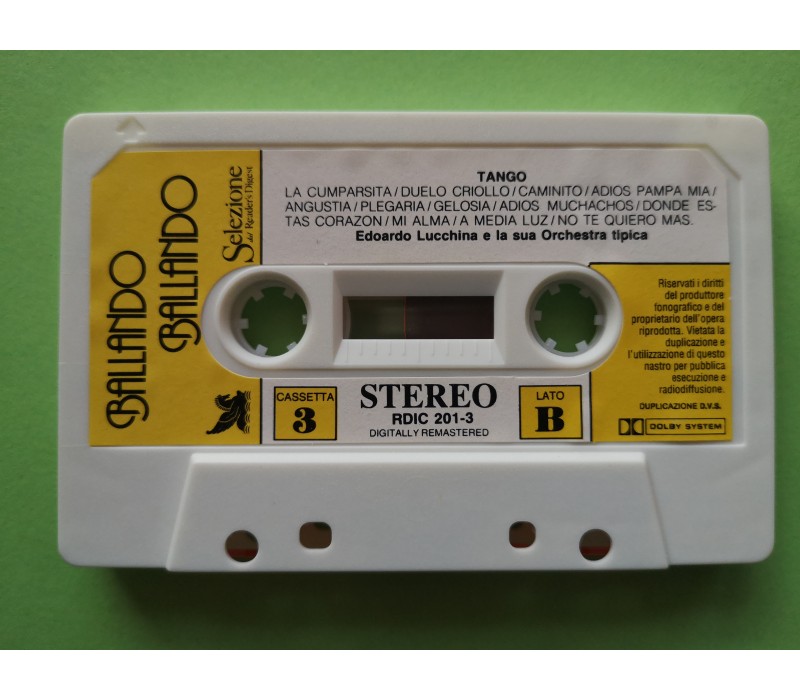 BALLANDO
BALLANDO
Selezione
dal Reader's Digest
TANGO
LA CUMPARSITA/DUELO CRIOLLO/CAMINITO/ADIOS PAMPA MIA/
ANGUSTIA/PLEGARIA/GELOSIA/ADIOS MUCHACHOS/DONDE ES-
TAS CORAZON/MI ALMA/A MEDIA LUZ/NO TE QUIERO MAS.
Edoardo Lucchina e la sua Orchestra tipica
Riservati i diritti
del produttore
fonografico e del
proprietario dell'opera
riprodotta. Vietata la
duplicazione e
l'utilizzazione di questo
nastro per pubblica
esecuzione e
radiodiffusione.
DUPLICAZIONE D.V.S.
DOLBY SYSTEM
CASSETTA
3
STEREO
RDIC 201-3
DIGITALLY REMASTERED
LATO
B